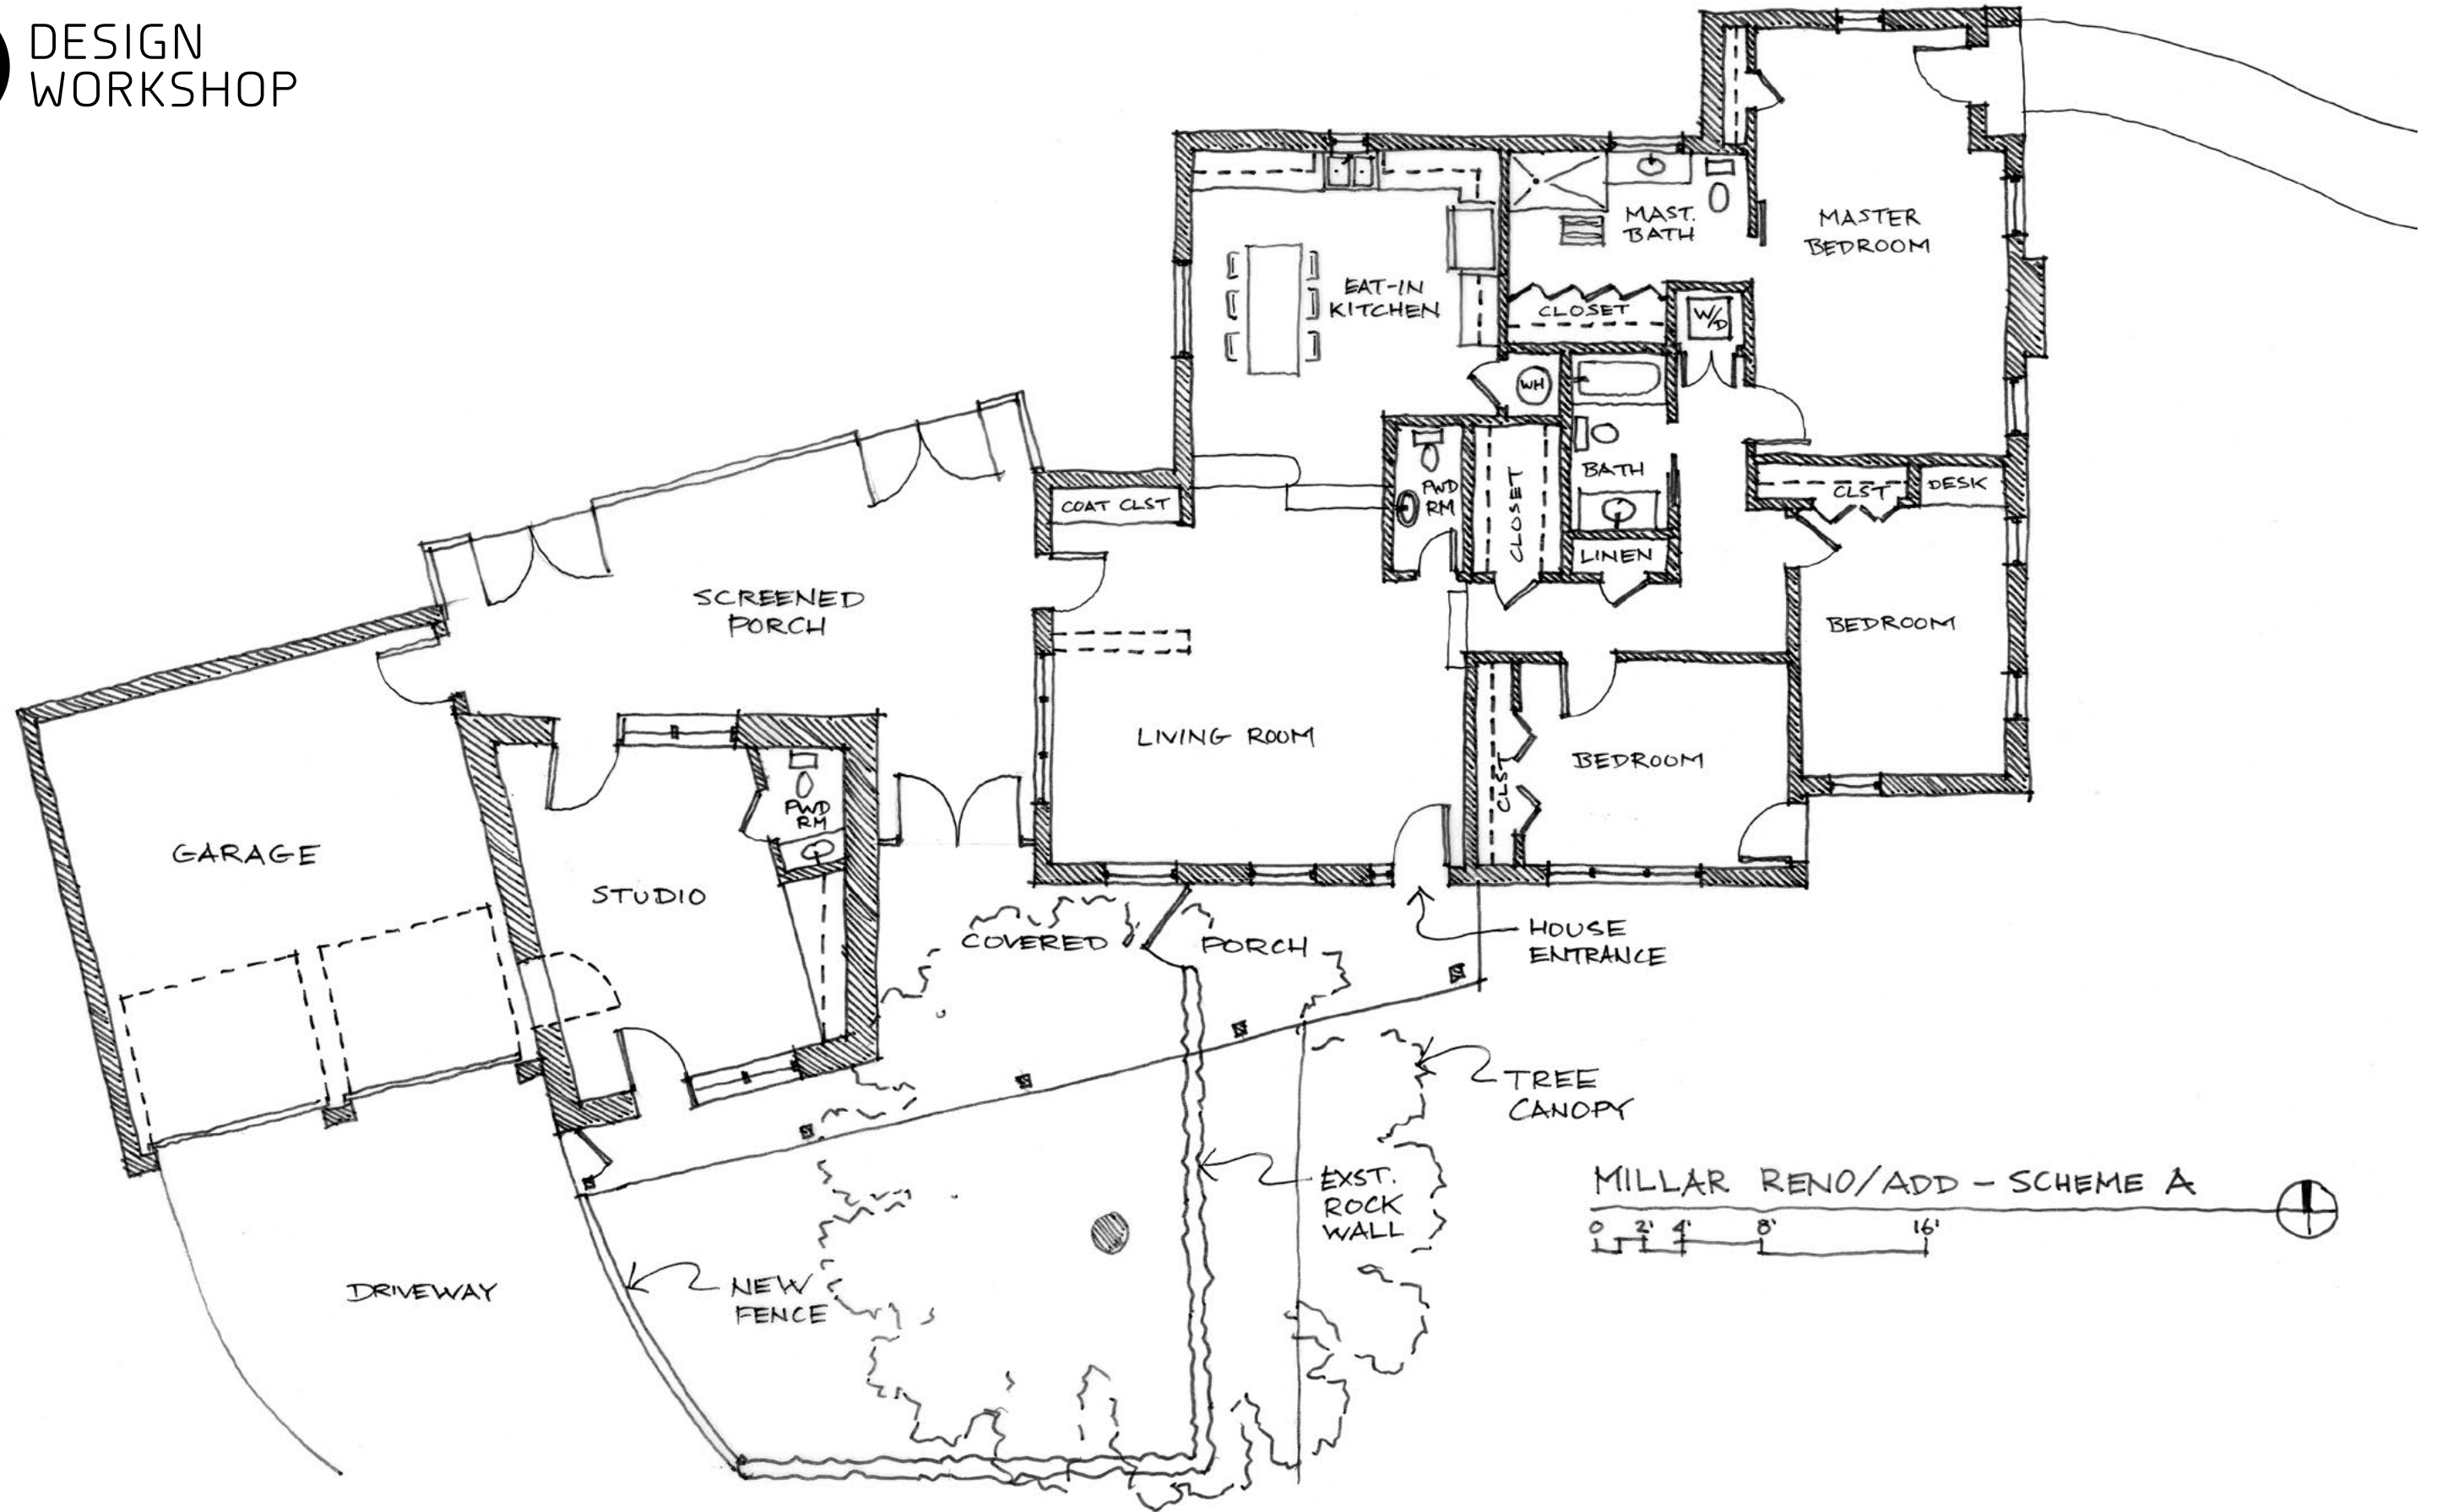 DESIGN
WORKSHOP
MAST.
BATH
MASTER
BEDROOM
EAT-IN
KITCHEN
CLOSET
W/D
WH
BATH
PWD
RM
CLOSET
LINEN
CLST
DESK
COAT CLST
SCREENED
PORCH
BEDROOM
LIVING ROOM
BEDROOM
CLST
PWD
RM
GARAGE
STUDIO
COVERED PORCH
HOUSE
ENTRANCE
TREE
CANOPY
EXST.
ROCK
WALL
MILLAR RENO/ADD - SCHEME A
0 2' 4' 8' 16'
NEW
FENCE
DRIVEWAY